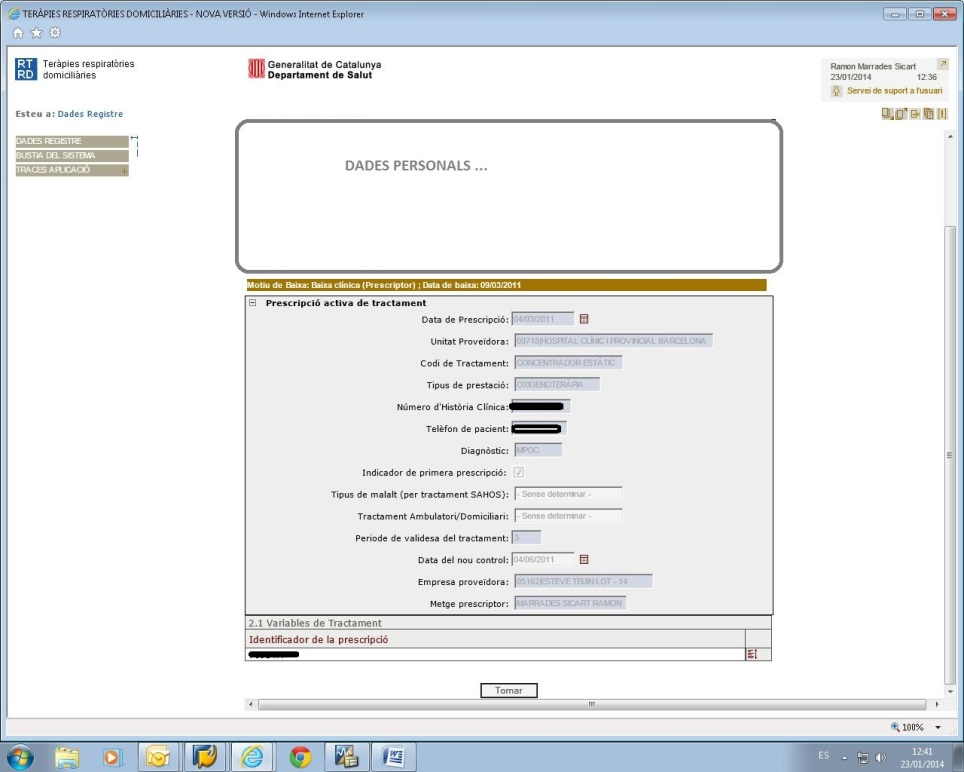 TERÀPIES RESPIRATÒRIES DOMICILIÀRIES - NOVA VERSIÓ - Windows Internet Explorer
RT
RD
Teràpies respiratòries
domiciliàries
Generalitat de Catalunya
Departament de Salut
Ramon Marrades Sicart
23/01/2014 12:36
Servei de suport a l'usuari
Esteu a: Dades Registre
DADES REGISTRE
BUSTIA DEL SISTEMA
TRACES APLICACIÓ
DADES PERSONALS ...
Motiu de Baixa: Baixa clínica (Prescriptor) ; Data de baixa: 09/03/2011
Prescripció activa de tractament
Data de Prescripció: 04/03/2011
Unitat Proveïdora: 00718|HOSPITAL CLÍNIC I PROVINCIAL BARCELONA
Codi de Tractament: CONCENTRADOR ESTÀTIC
Tipus de prestació: OXIGENOTERÀPIA
Número d'Història Clínica:
Telèfon de pacient:
Diagnòstic: MPOC
Indicador de primera prescripció:
Tipus de malalt (per tractament SAHOS): - Sense determinar -
Tractament Ambulatori/Domiciliari: - Sense determinar -
Periode de validesa del tractament: 3
Data del nou control: 04/06/2011
Empresa proveïdora: 05162|ESTEVE TEIJIN LOT - 14
Metge prescriptor: MARRADES SICART RAMON
2.1 Variables de Tractament
Identificador de la prescripció
Tornar
100%
ES
12:41
23/01/2014